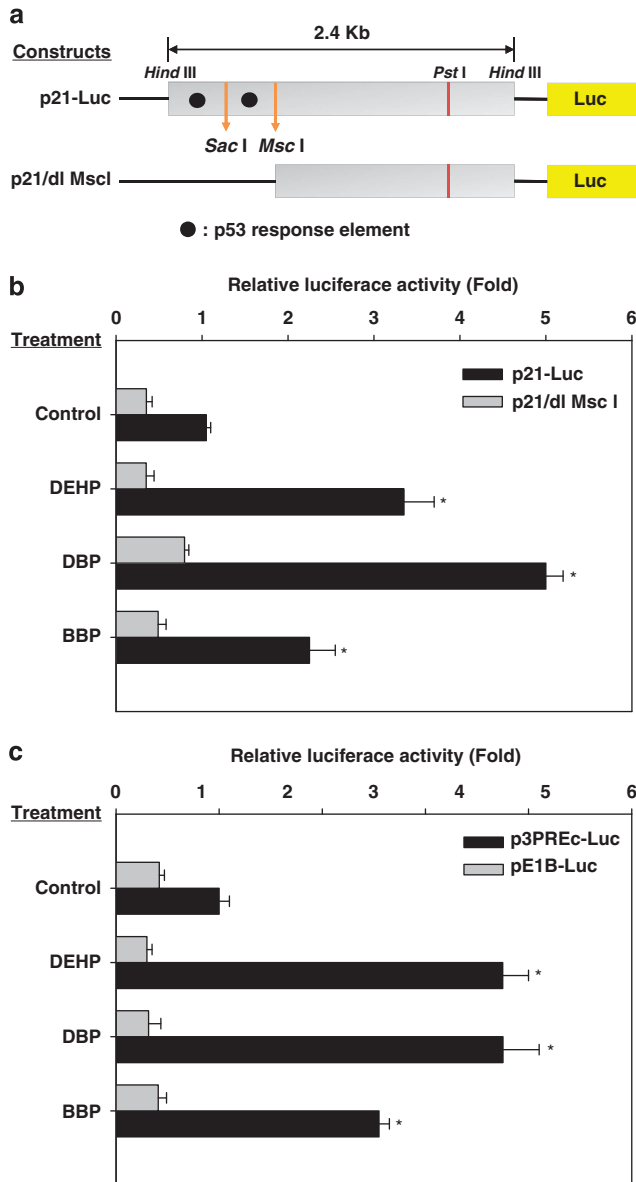 a
2.4 Kb
Constructs
Hind III
Pst I
Hind III
p21-Luc
Luc
Sac I
Msc I
p21/dl MscI
Luc
: p53 response element
b
Relative luciferace activity (Fold)
Treatment
0 1 2 3 4 5 6
p21-Luc
p21/dl Msc I
Control
DEHP
*
DBP
*
BBP
*
c
Relative luciferace activity (Fold)
Treatment
0 1 2 3 4 5 6
p3PREc-Luc
pE1B-Luc
Control
DEHP
*
DBP
*
BBP
*